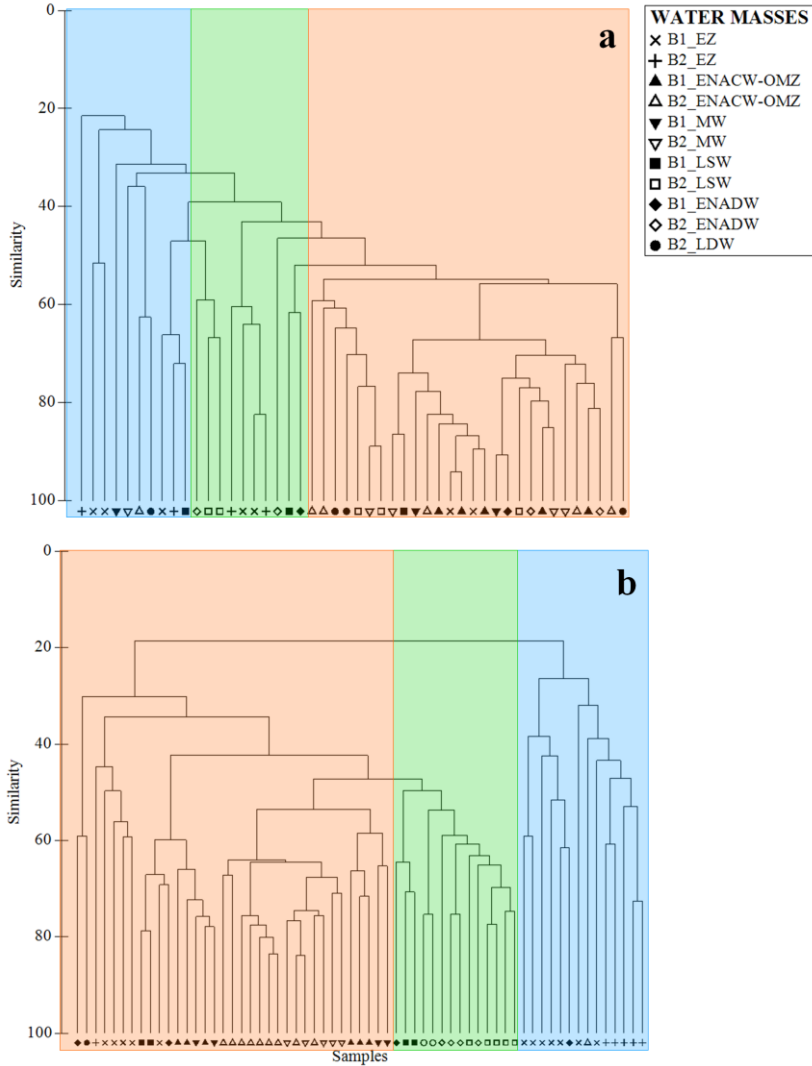 0
20
40
60
80
100
Similarity
a
WATER MASSES
B1_EZ
B2_EZ
B1_ENACW-OMZ
B2_ENACW-OMZ
B1_MW
B2_MW
B1_LSW
B2_LSW
B1_ENADW
B2_ENADW
B2_LDW
0
20
40
60
80
100
Similarity
b
Samples